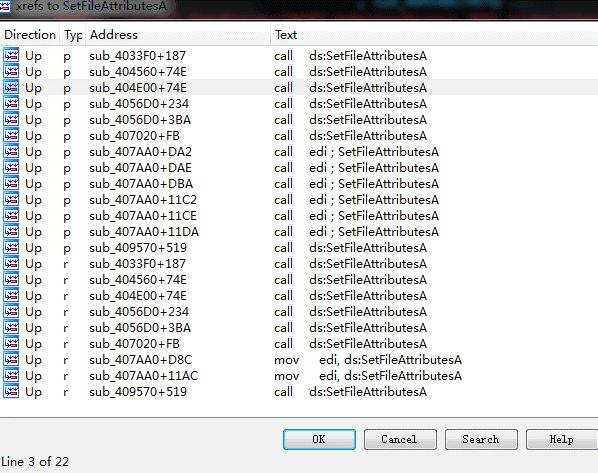 xrefs to SetFileAttributesA
Direction Typ Address Text
Up p sub_4033F0+187 call ds:SetFileAttributesA
Up p sub_404560+74E call ds:SetFileAttributesA
Up p sub_404E00+74E call ds:SetFileAttributesA
Up p sub_4056D0+234 call ds:SetFileAttributesA
Up p sub_4056D0+3BA call ds:SetFileAttributesA
Up p sub_407020+FB call ds:SetFileAttributesA
Up p sub_407AA0+DA2 call edi ; SetFileAttributesA
Up p sub_407AA0+DAE call edi ; SetFileAttributesA
Up p sub_407AA0+DBA call edi ; SetFileAttributesA
Up p sub_407AA0+11C2 call edi ; SetFileAttributesA
Up p sub_407AA0+11CE call edi ; SetFileAttributesA
Up p sub_407AA0+11DA call edi ; SetFileAttributesA
Up p sub_409570+519 call ds:SetFileAttributesA
Up r sub_4033F0+187 call ds:SetFileAttributesA
Up r sub_404560+74E call ds:SetFileAttributesA
Up r sub_404E00+74E call ds:SetFileAttributesA
Up r sub_4056D0+234 call ds:SetFileAttributesA
Up r sub_4056D0+3BA call ds:SetFileAttributesA
Up r sub_407020+FB call ds:SetFileAttributesA
Up r sub_407AA0+D8C mov edi, ds:SetFileAttributesA
Up r sub_407AA0+11AC mov edi, ds:SetFileAttributesA
Up r sub_409570+519 call ds:SetFileAttributesA
OK Cancel Search Help
Line 3 of 22